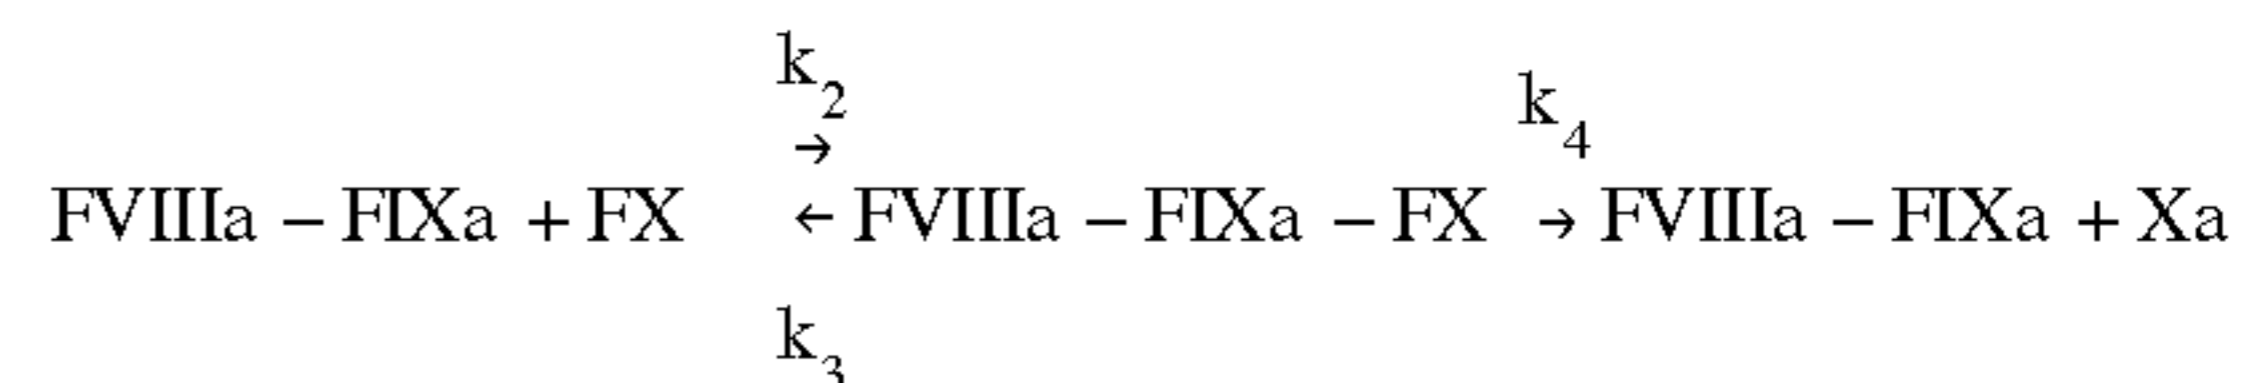 k₂ k₄
→
FVIIIa – FIXa + FX ← FVIIIa – FIXa – FX → FVIIIa – FIXa + Xa
k₃